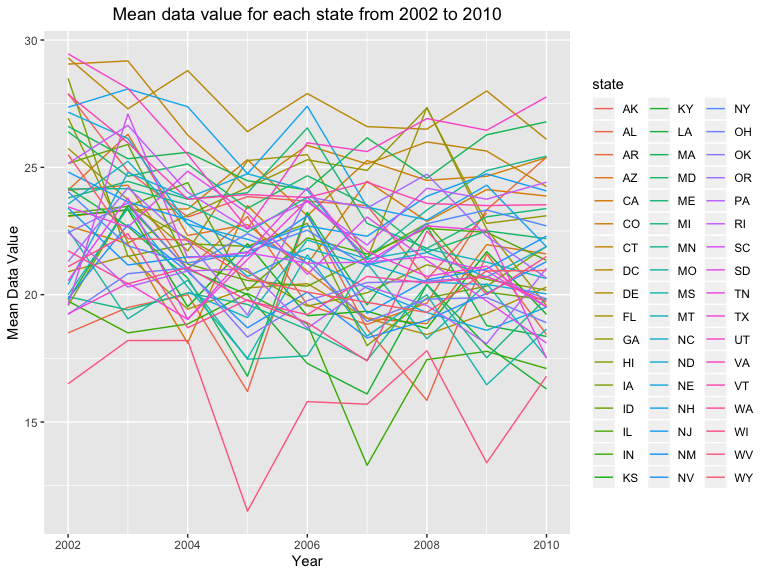 Mean data value for each state from 2002 to 2010
30
25
20
15
Mean Data Value
2002 2004 2006 2008 2010
Year
state
AK KY NY
AL LA OH
AR MA OK
AZ MD OR
CA ME PA
CO MI RI
CT MN SC
DC MO SD
DE MS TN
FL MT TX
GA NC UT
HI ND VA
IA NE VT
ID NH WA
IL NJ WI
IN NM WV
KS NV WY